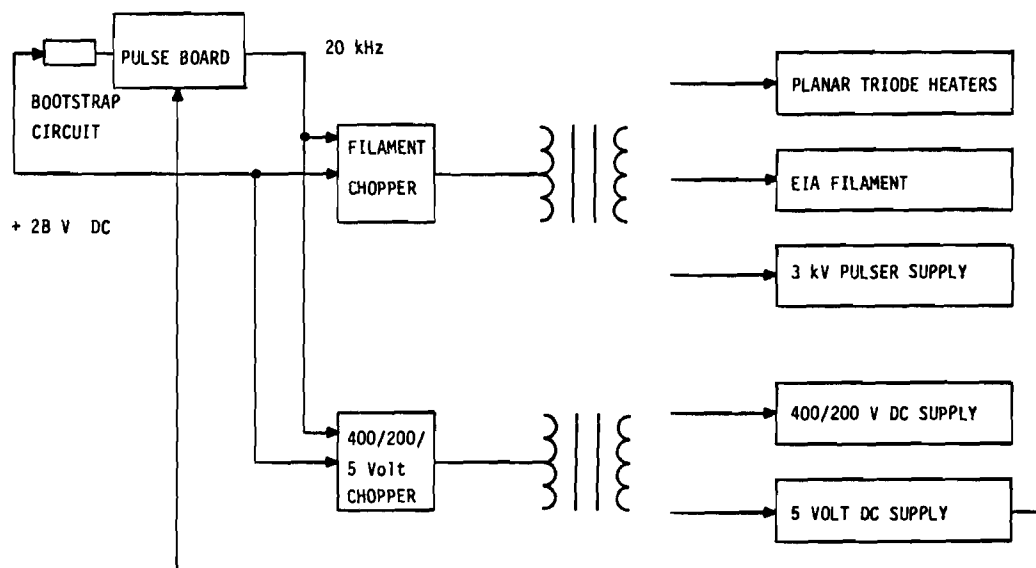 PULSE BOARD
20 kHz
BOOTSTRAP
CIRCUIT
+ 28 V DC
FILAMENT
CHOPPER
PLANAR TRIODE HEATERS
EIA FILAMENT
3 kV PULSER SUPPLY
400/200/
5 Volt
CHOPPER
400/200 V DC SUPPLY
5 VOLT DC SUPPLY